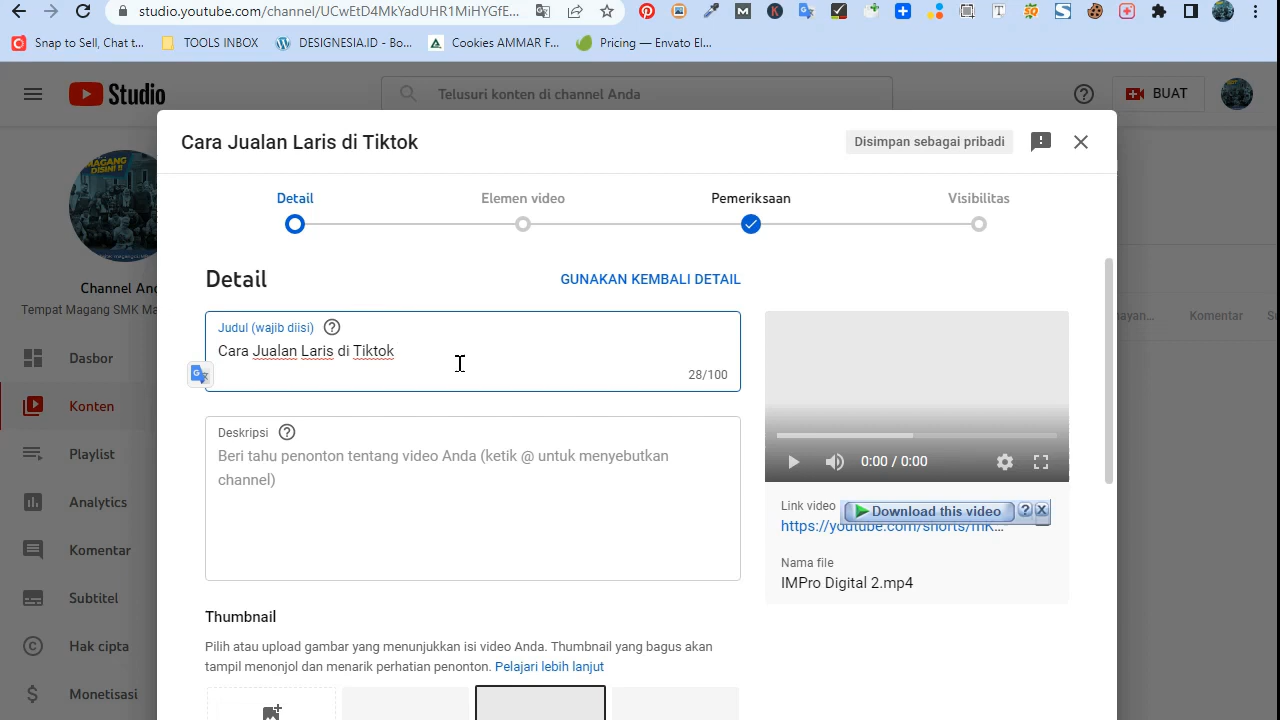 studio.youtube.com/channel/UCwEtD4MkYadUHR1MiHYGfE...
Snap to Sell, Chat t...
TOOLS INBOX
DESIGNESIA.ID - Bo...
Cookies AMMAR F...
Pricing — Envato El...
Studio
Telusuri konten di channel Anda
BUAT
MAGANG
DISINI !!
Channel And
Tempat Magang SMK Ma
Dasbor
Konten
Playlist
Analytics
Komentar
Subtitel
Hak cipta
Monetisasi
Cara Jualan Laris di Tiktok
Disimpan sebagai pribadi
Detail
Elemen video
Pemeriksaan
Visibilitas
Detail
GUNAKAN KEMBALI DETAIL
Judul (wajib diisi)
Cara Jualan Laris di Tiktok
28/100
Deskripsi
Beri tahu penonton tentang video Anda (ketik @ untuk menyebutkan
channel)
Thumbnail
Pilih atau upload gambar yang menunjukkan isi video Anda. Thumbnail yang bagus akan
tampil menonjol dan menarik perhatian penonton. Pelajari lebih lanjut
0:00 / 0:00
Link video
Download this video
https://youtube.com/shorts/mK...
Nama file
IMPro Digital 2.mp4
ayan...
Komentar